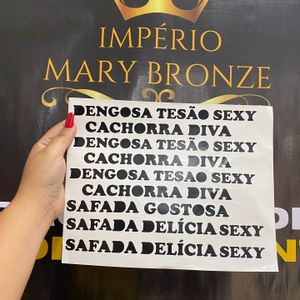 IMPÉRIO
MARY BRONZE
DENGOSA TESÃO SEXY
CACHORRA DIVA
DENGOSA TESÃO SEXY
CACHORRA DIVA
DENGOSA TESÃO SEXY
CACHORRA DIVA
SAFADA GOSTOSA
SAFADA DELÍCIA SEXY
SAFADA DELÍCIA SEXY